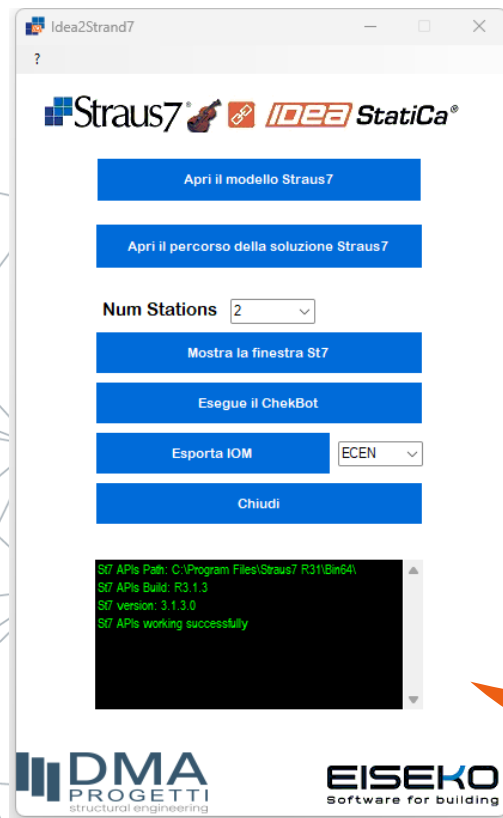 Idea2Strand7
?
Straus7® IDEA StatiCa®
Apri il modello Straus7
Apri il percorso della soluzione Straus7
Num Stations 2
Mostra la finestra St7
Esegue il ChekBot
Esporta IOM ECEN
Chiudi
St7 APIs Path: C:\Program Files\Straus7 R31\Bin64\
St7 APIs Build: R3.1.3
St7 version: 3.1.3.0
St7 APIs working successfully
DMA
PROGETTI
structural engineering
EISEKO
Software for building